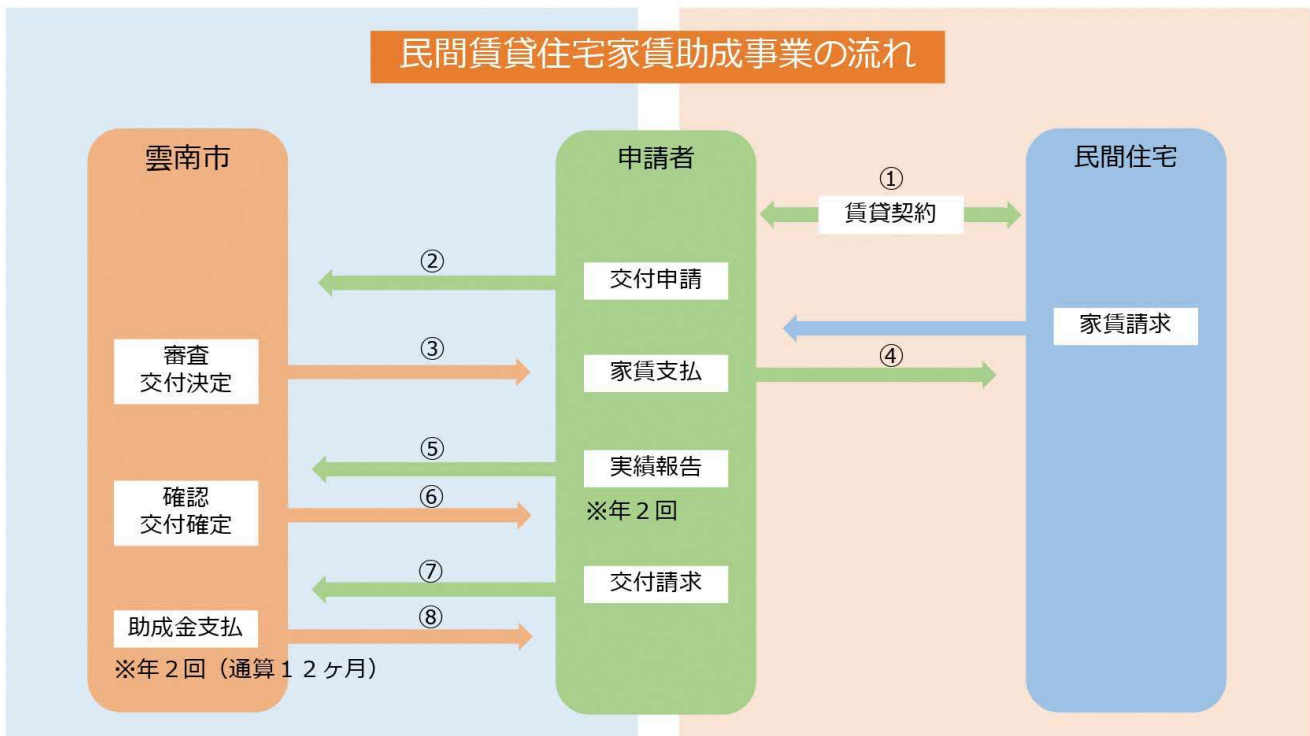 民間賃貸住宅家賃助成事業の流れ
雲南市
申請者
民間住宅
①
賃貸契約
②
交付申請
家賃請求
審査
交付決定
③
家賃支払
④
⑤
実績報告
※年２回
確認
交付確定
⑥
⑦
交付請求
助成金支払
⑧
※年２回（通算１２ヶ月）